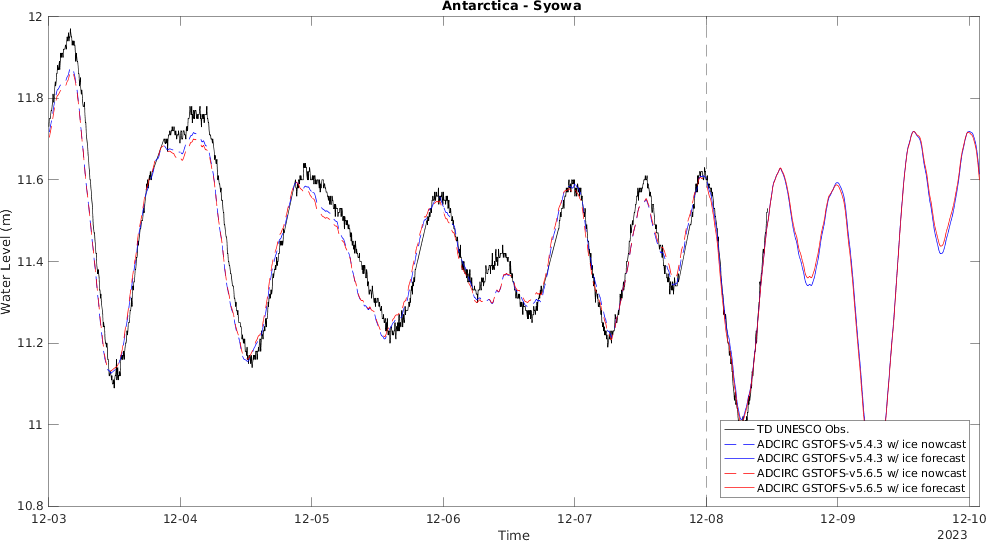 Antarctica - Syowa
12
11.8
11.6
11.4
11.2
11
10.8
Water Level (m)
TD UNESCO Obs.
ADCIRC GSTOFS-v5.4.3 w/ ice nowcast
ADCIRC GSTOFS-v5.4.3 w/ ice forecast
ADCIRC GSTOFS-v5.6.5 w/ ice nowcast
ADCIRC GSTOFS-v5.6.5 w/ ice forecast
12-03 12-04 12-05 12-06 12-07 12-08 12-09 12-10
Time
2023